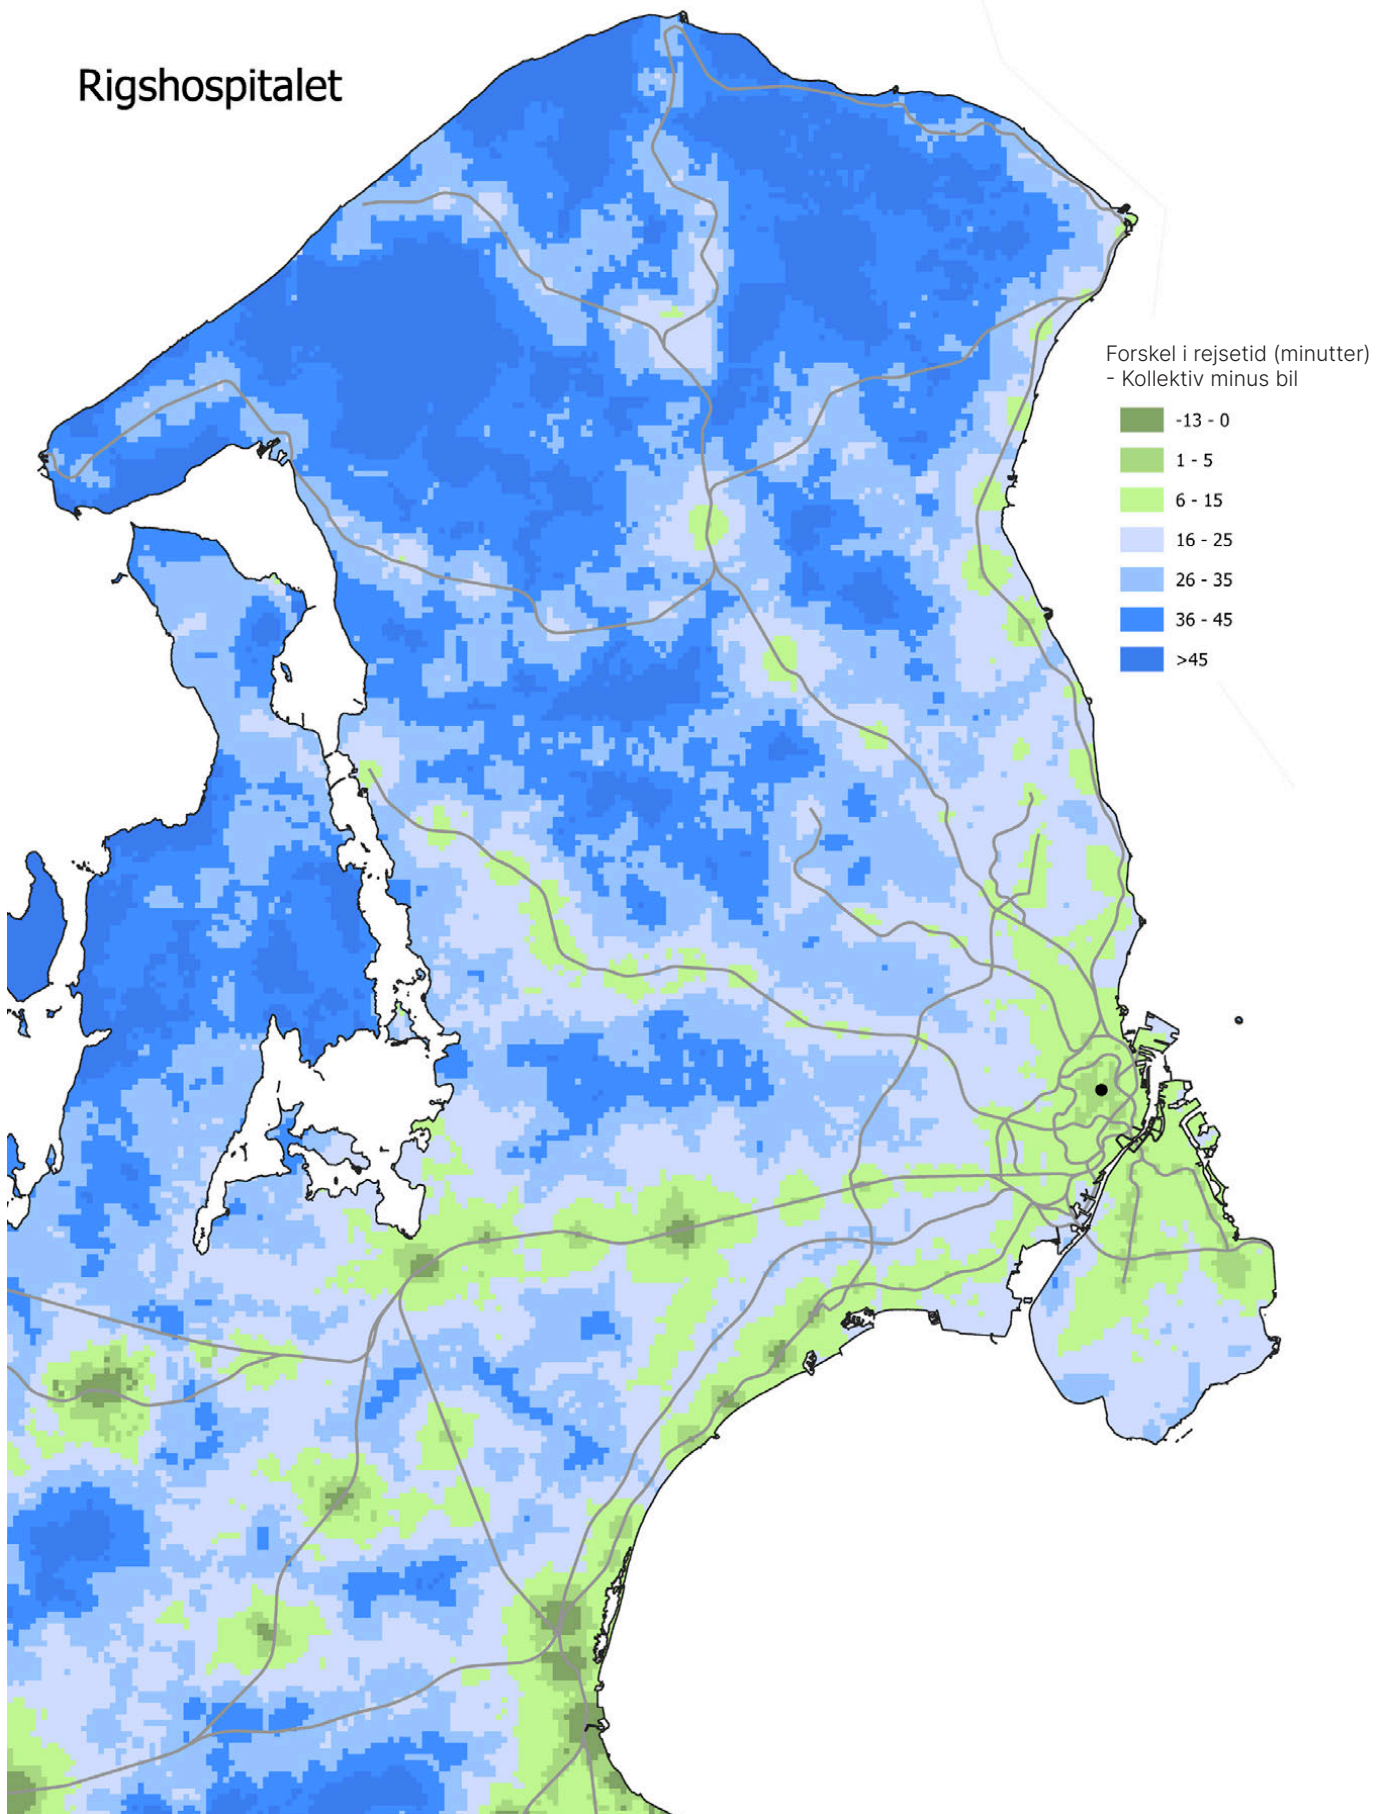 Rigshospitalet
Forskel i rejsetid (minutter)
- Kollektiv minus bil
-13 - 0
1 - 5
6 - 15
16 - 25
26 - 35
36 - 45
>45